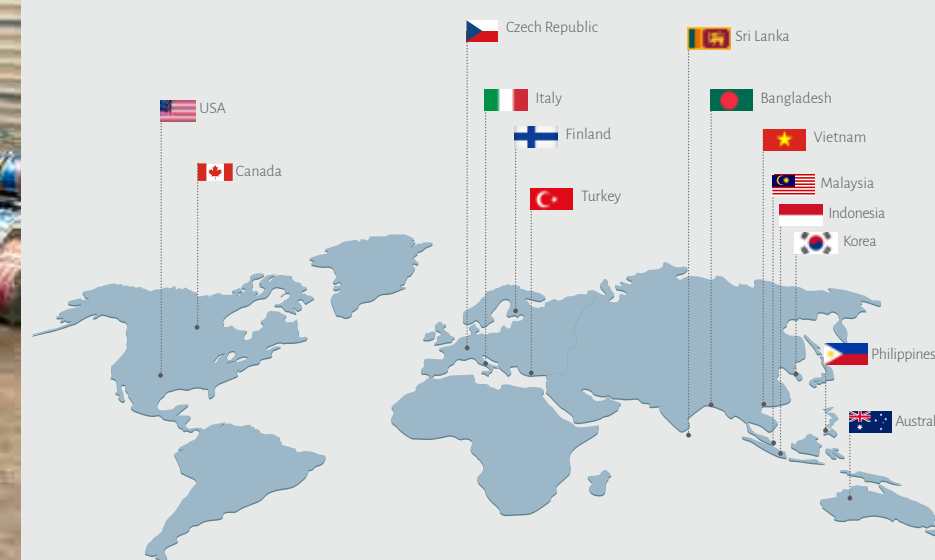 Czech Republic
Sri Lanka
USA
Italy
Bangladesh
Finland
Vietnam
Canada
Malaysia
Turkey
Indonesia
Korea
Philippines
Austral